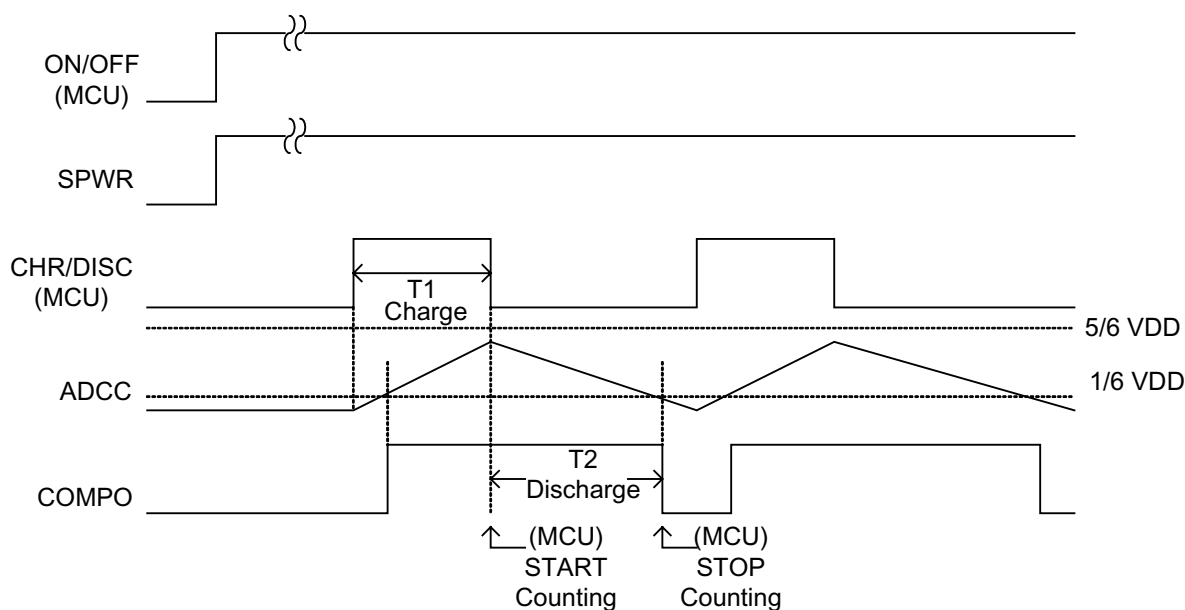 ON/OFF
(MCU)
SPWR
CHR/DISC
(MCU)
T1
Charge
5/6 VDD
ADCC
1/6 VDD
T2
Discharge
COMPO
(MCU)
START
Counting
(MCU)
STOP
Counting